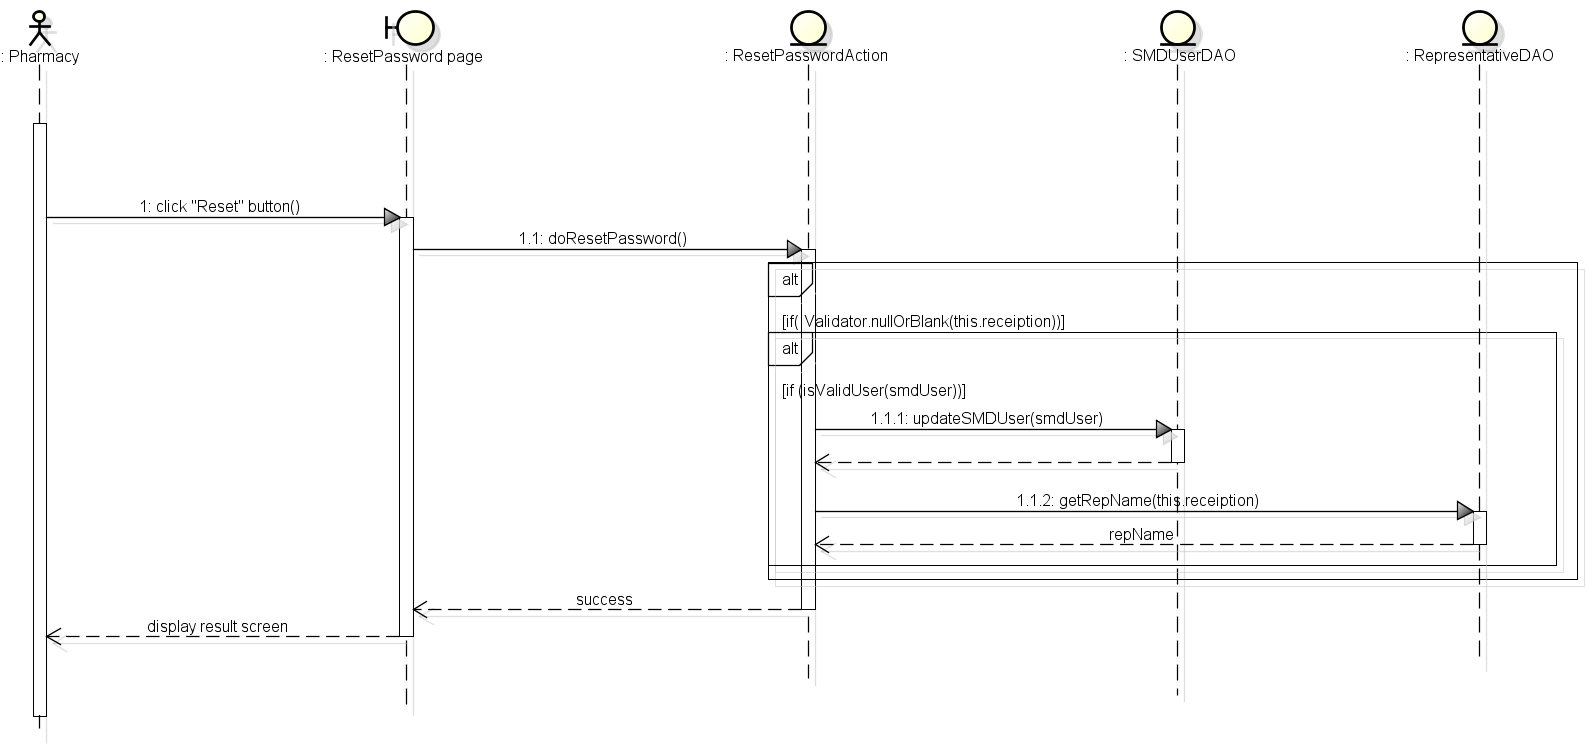 : Pharmacy
: ResetPassword page
: ResetPasswordAction
: SMDUserDAO
: RepresentativeDAO
1: click "Reset" button()
1.1: doResetPassword()
alt
[if( Validator.nullOrBlank(this.receiption))]
alt
[if (isValidUser(smdUser))]
1.1.1: updateSMDUser(smdUser)
1.1.2: getRepName(this.receiption)
repName
success
display result screen